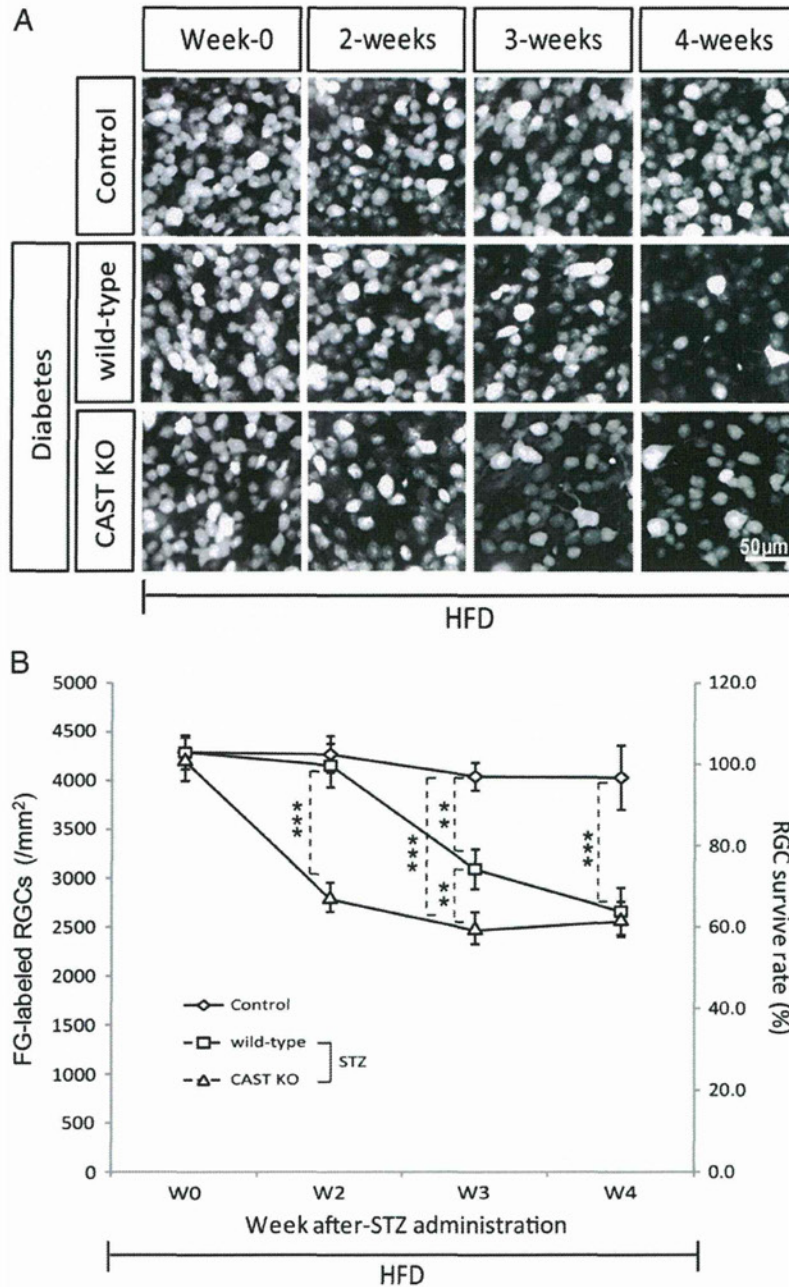 A
Week-0 2-weeks 3-weeks 4-weeks
Control
Diabetes
wild-type
CAST KO
50µm
HFD
B
FG-labeled RGCs (/mm²)
5000
4500
4000
3500
3000
2500
2000
1500
1000
500
0
120.0
100.0
80.0
60.0
40.0
20.0
0.0
RGC survive rate (%)
***
***
**
**
***
Control
wild-type
CAST KO
STZ
W0 W2 W3 W4
Week after-STZ administration
HFD